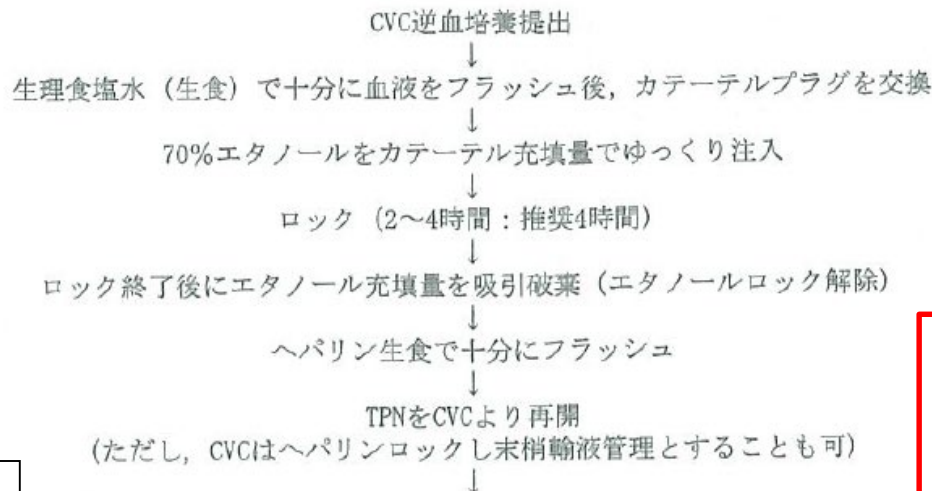 CVC逆血培養提出
↓
生理食塩水（生食）で十分に血液をフラッシュ後，カテーテルプラグを交換
↓
70%エタノールをカテーテル充填量でゆっくり注入
↓
ロック（2〜4時間：推奨4時間）
↓
ロック終了後にエタノール充填量を吸引破棄（エタノールロック解除）
↓
ヘパリン生食で十分にフラッシュ
↓
TPNをCVCより再開
(ただし，CVCはヘパリンロックし末梢輸液管理とすることも可)
↓